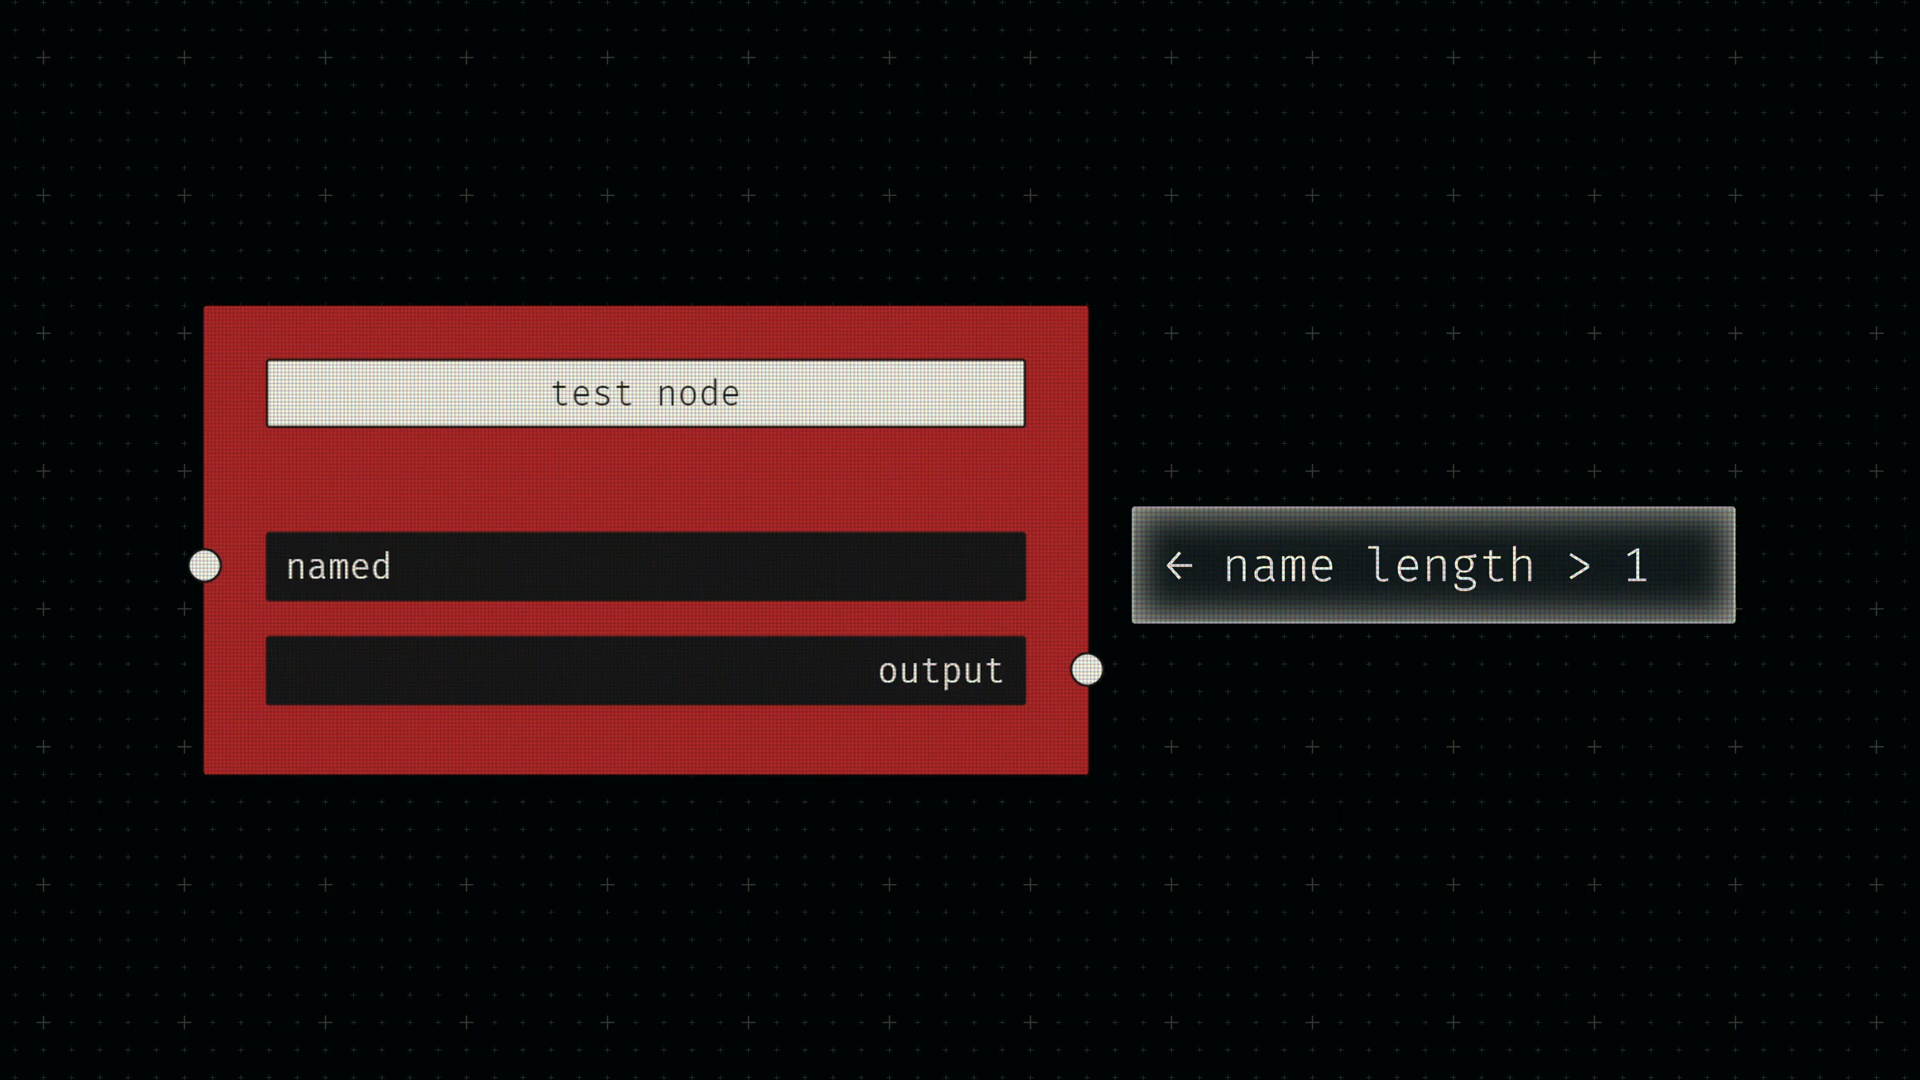 test node
named
← name length > 1
output